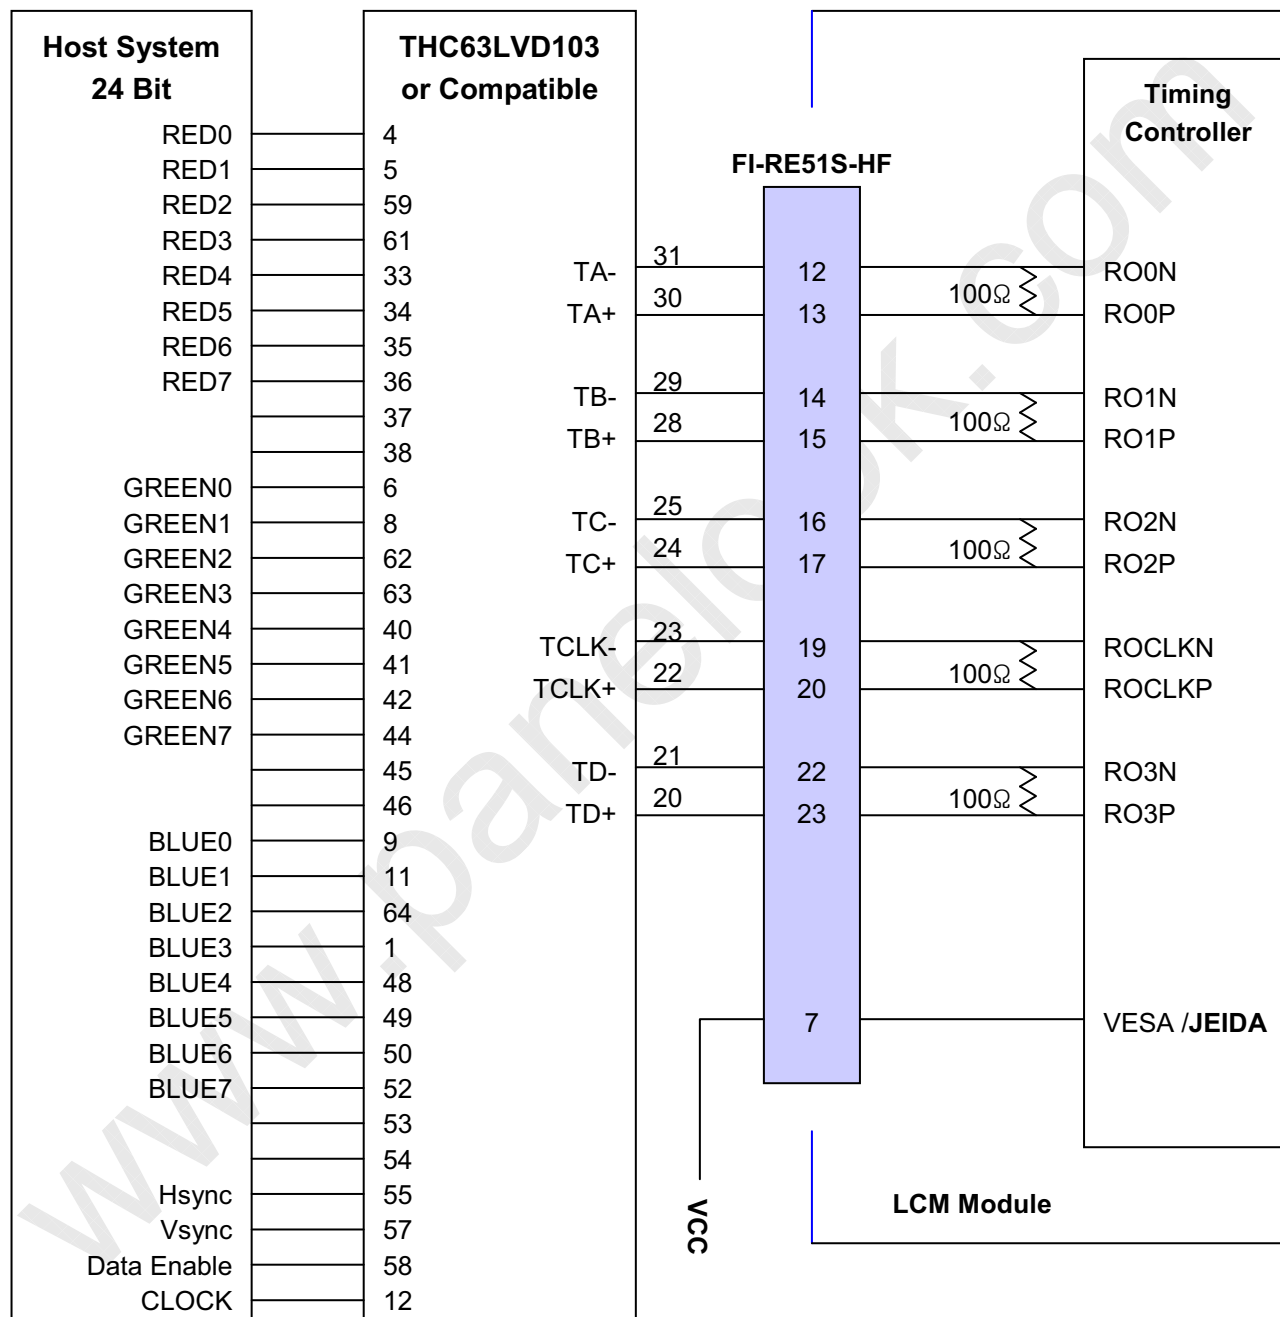 Host System
24 Bit
RED0
RED1
RED2
RED3
RED4
RED5
RED6
RED7
GREEN0
GREEN1
GREEN2
GREEN3
GREEN4
GREEN5
GREEN6
GREEN7
BLUE0
BLUE1
BLUE2
BLUE3
BLUE4
BLUE5
BLUE6
BLUE7
Hsync
Vsync
Data Enable
CLOCK
THC63LVD103
or Compatible
4
5
59
61
33
34
35
36
37
38
6
8
62
63
40
41
42
44
45
46
9
11
64
1
48
49
50
52
53
54
55
57
58
12
TA-
TA+
TB-
TB+
TC-
TC+
TCLK-
TCLK+
TD-
TD+
31
30
29
28
25
24
23
22
21
20
FI-RE51S-HF
12
13
14
15
16
17
19
20
22
23
7
VCC
100Ω
100Ω
100Ω
100Ω
100Ω
Timing
Controller
RO0N
RO0P
RO1N
RO1P
RO2N
RO2P
ROCLKN
ROCLKP
RO3N
RO3P
VESA /JEIDA
LCM Module
www.panelook.com